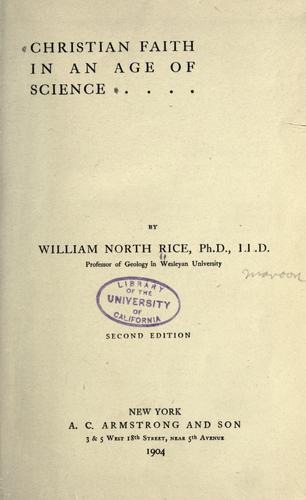 CHRISTIAN FAITH
IN AN AGE OF
SCIENCE . . . . .
BY
WILLIAM NORTH RICE, Ph.D., LL.D.
Professor of Geology in Wesleyan University
maroon
LIBRARY
OF THE
UNIVERSITY
OF
CALIFORNIA
SECOND EDITION
NEW YORK
A. C. ARMSTRONG AND SON
3 & 5 West 18th Street, near 5th Avenue
1904